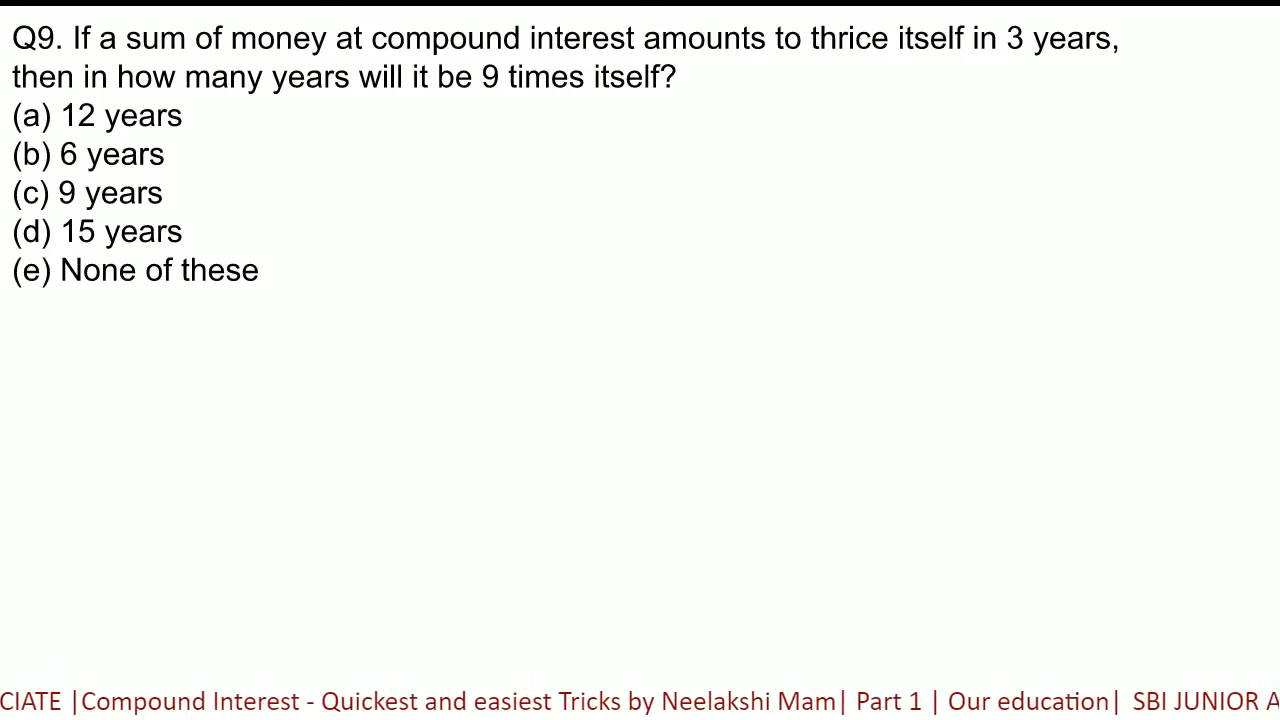 Q9. If a sum of money at compound interest amounts to thrice itself in 3 years,
then in how many years will it be 9 times itself?
(a) 12 years
(b) 6 years
(c) 9 years
(d) 15 years
(e) None of these
CIATE |Compound Interest - Quickest and easiest Tricks by Neelakshi Mam| Part 1 | Our education| SBI JUNIOR A